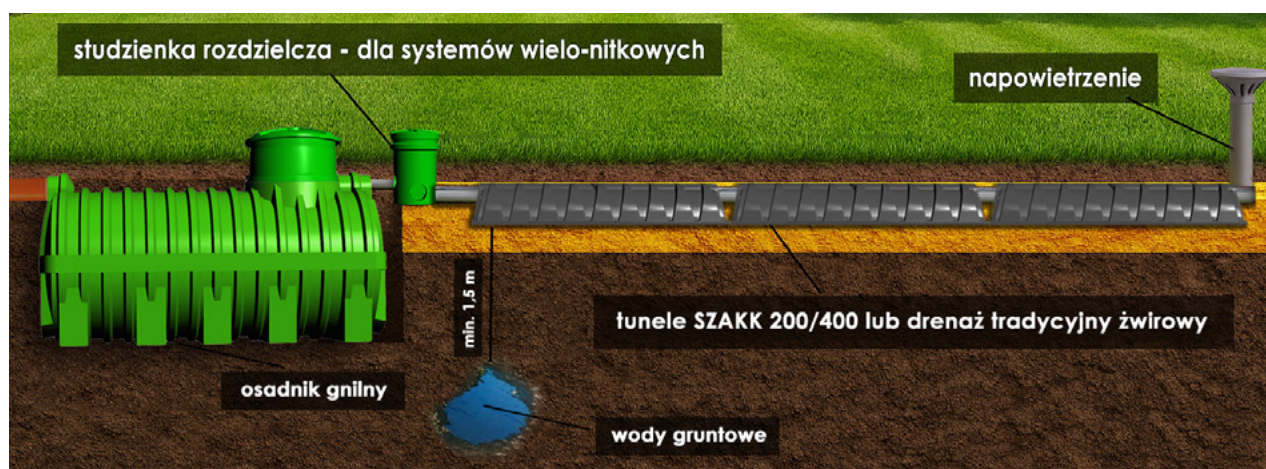 studzienka rozdzielcza - dla systemów wielo-nitkowych
napowietrzenie
min. 1,5 m
tunele SZAKK 200/400 lub drenaż tradycyjny żwirowy
osadnik gnilny
wody gruntowe